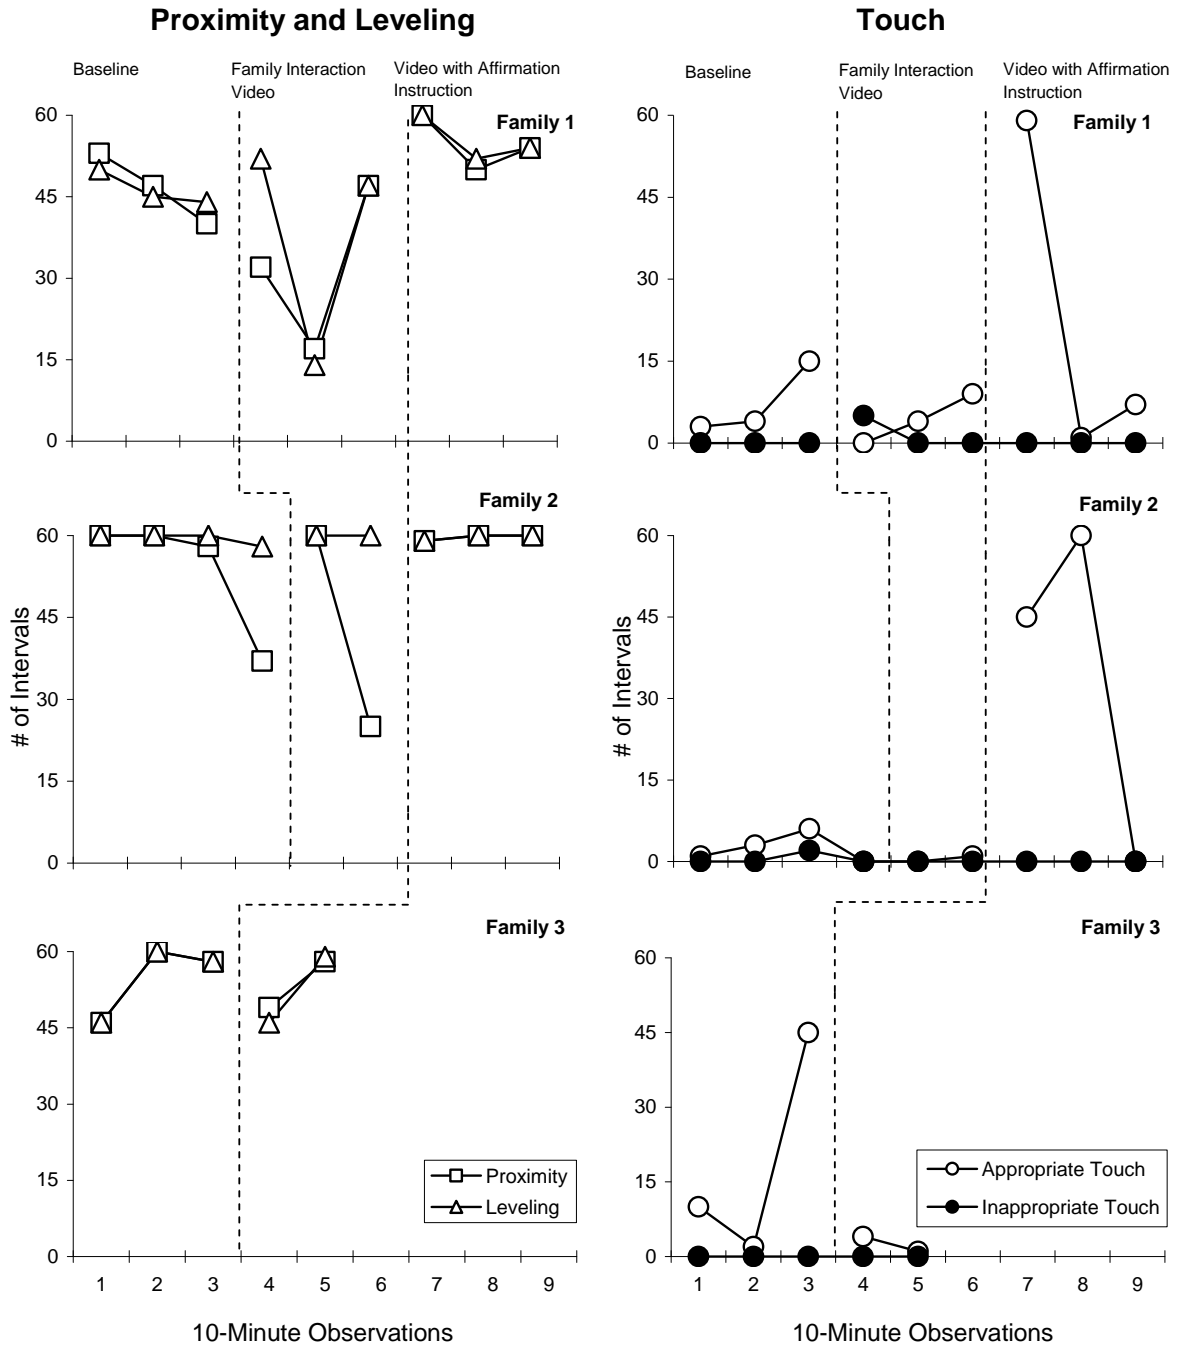 Proximity and Leveling
Baseline
Family Interaction
Video
Video with Affirmation
Instruction
Family 1
60
45
30
15
0
Family 2
60
45
30
15
0
# of Intervals
Family 3
60
45
30
15
0
Proximity
Leveling
1 2 3 4 5 6 7 8 9
10-Minute Observations
Touch
Baseline
Family Interaction
Video
Video with Affirmation
Instruction
Family 1
60
45
30
15
0
Family 2
60
45
30
15
0
# of Intervals
Family 3
60
45
30
15
0
Appropriate Touch
Inappropriate Touch
1 2 3 4 5 6 7 8 9
10-Minute Observations